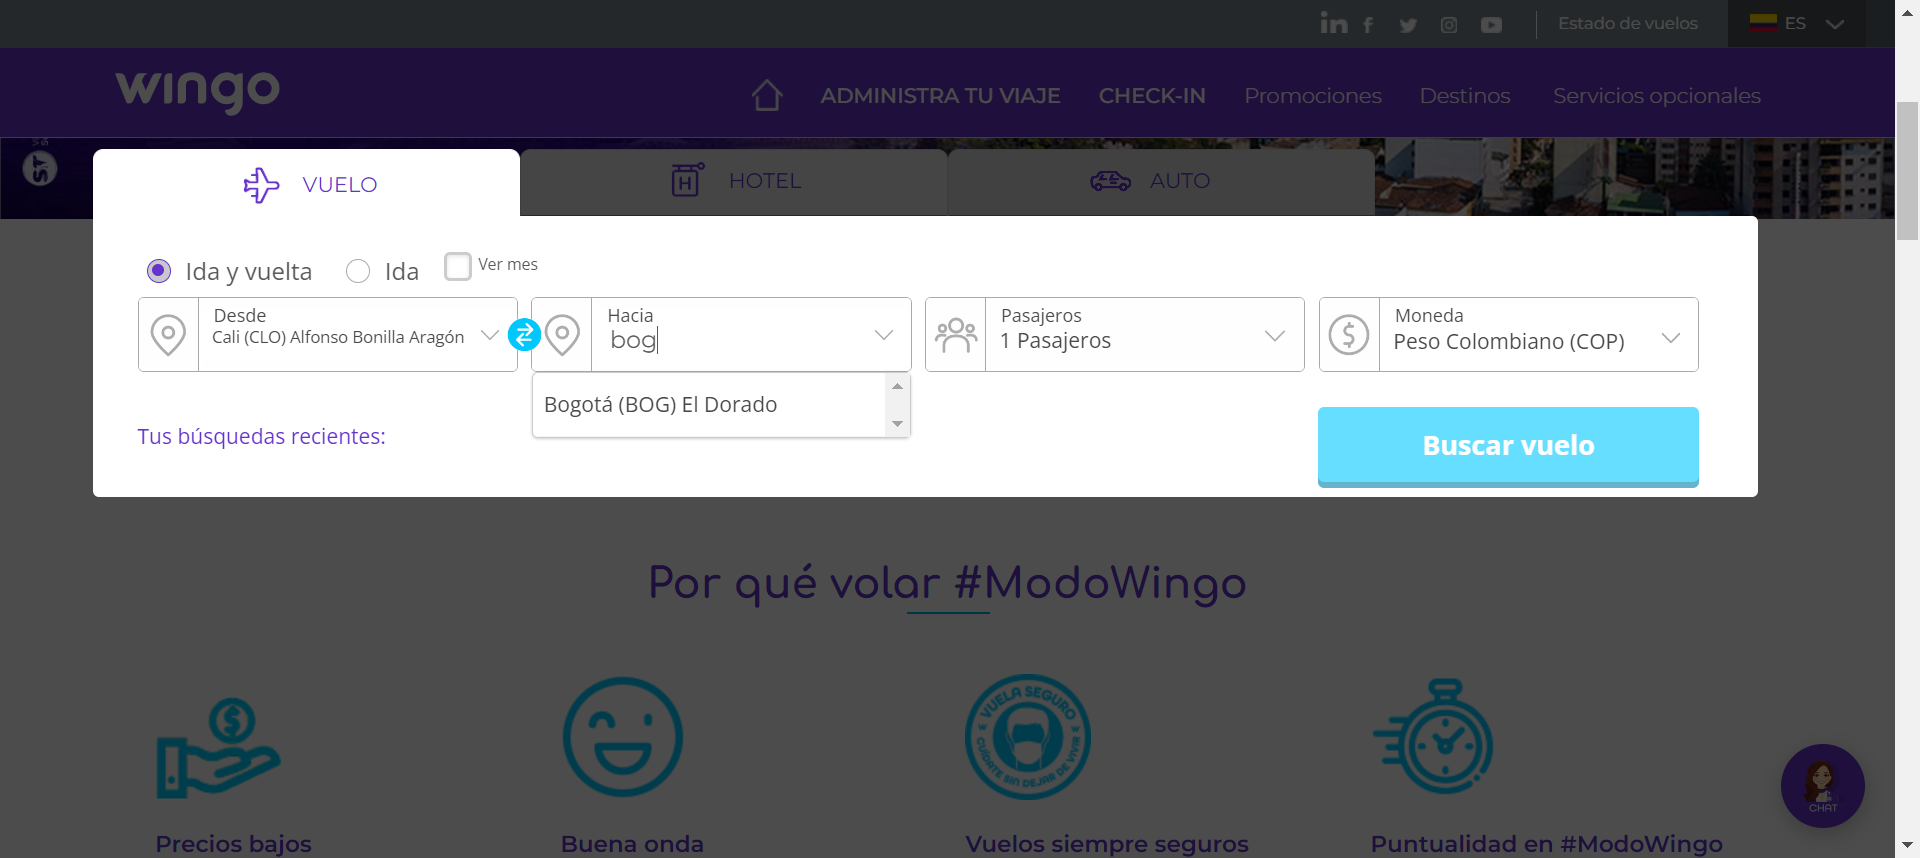 Estado de vuelos
ES
wingo
ADMINISTRA TU VIAJE
CHECK-IN
Promociones
Destinos
Servicios opcionales
VUELO
HOTEL
AUTO
Ida y vuelta
Ida
Ver mes
Desde
Cali (CLO) Alfonso Bonilla Aragón
Hacia
bog
Pasajeros
1 Pasajeros
Moneda
Peso Colombiano (COP)
Bogotá (BOG) El Dorado
Tus búsquedas recientes:
Buscar vuelo
Por qué volar #ModoWingo
VUELA SEGURO
CUÍDATE SIN DEJAR DE VIVIR
CHAT
Precios bajos
Buena onda
Vuelos siempre seguros
Puntualidad en #ModoWingo